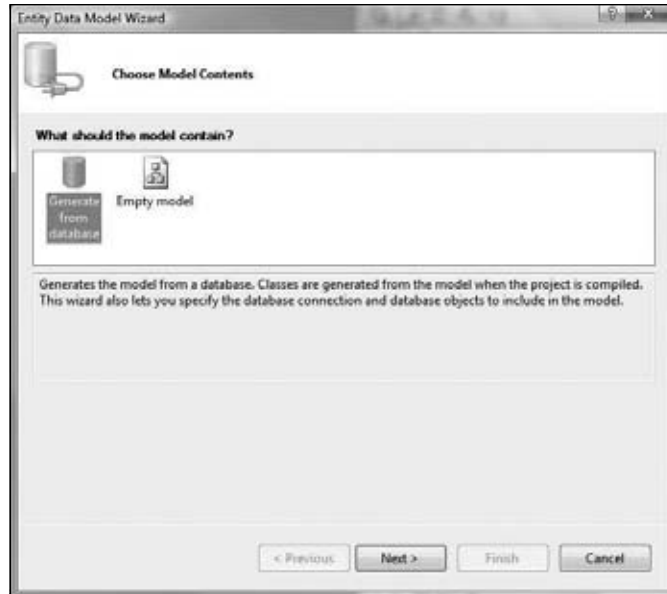 Entity Data Model Wizard
Choose Model Contents
What should the model contain?
Generate from database
Empty model
Generates the model from a database. Classes are generated from the model when the project is compiled.
This wizard also lets you specify the database connection and database objects to include in the model.
< Previous
Next >
Finish
Cancel